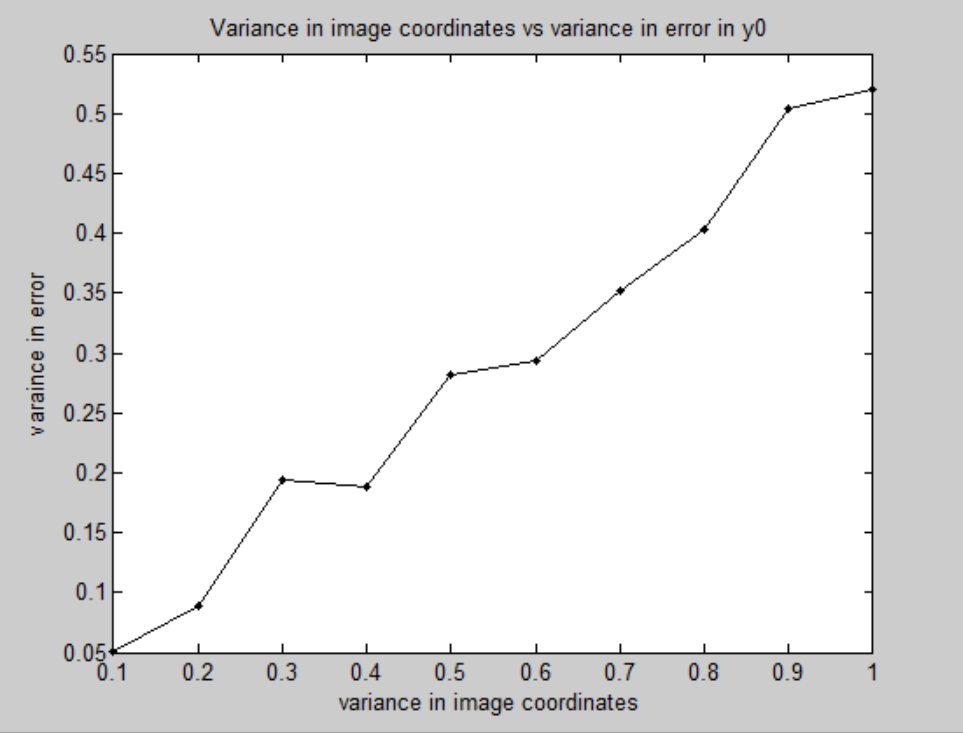 Variance in image coordinates vs variance in error in y0
0.55
0.5
0.45
0.4
0.35
0.3
0.25
0.2
0.15
0.1
0.05
varaince in error
0.1 0.2 0.3 0.4 0.5 0.6 0.7 0.8 0.9 1
variance in image coordinates